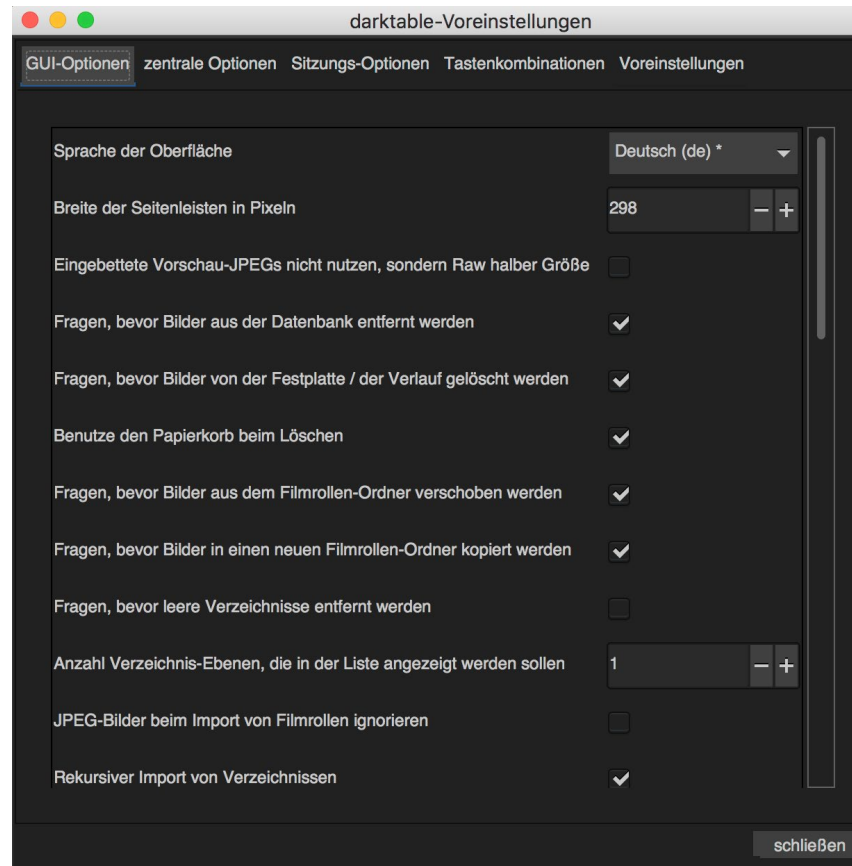 darktable-Voreinstellungen
GUI-Optionen zentrale Optionen Sitzungs-Optionen Tastenkombinationen Voreinstellungen
Sprache der Oberfläche Deutsch (de) *
Breite der Seitenleisten in Pixeln 298 − +
Eingebettete Vorschau-JPEGs nicht nutzen, sondern Raw halber Größe
Fragen, bevor Bilder aus der Datenbank entfernt werden
Fragen, bevor Bilder von der Festplatte / der Verlauf gelöscht werden
Benutze den Papierkorb beim Löschen
Fragen, bevor Bilder aus dem Filmrollen-Ordner verschoben werden
Fragen, bevor Bilder in einen neuen Filmrollen-Ordner kopiert werden
Fragen, bevor leere Verzeichnisse entfernt werden
Anzahl Verzeichnis-Ebenen, die in der Liste angezeigt werden sollen 1 − +
JPEG-Bilder beim Import von Filmrollen ignorieren
Rekursiver Import von Verzeichnissen
schließen